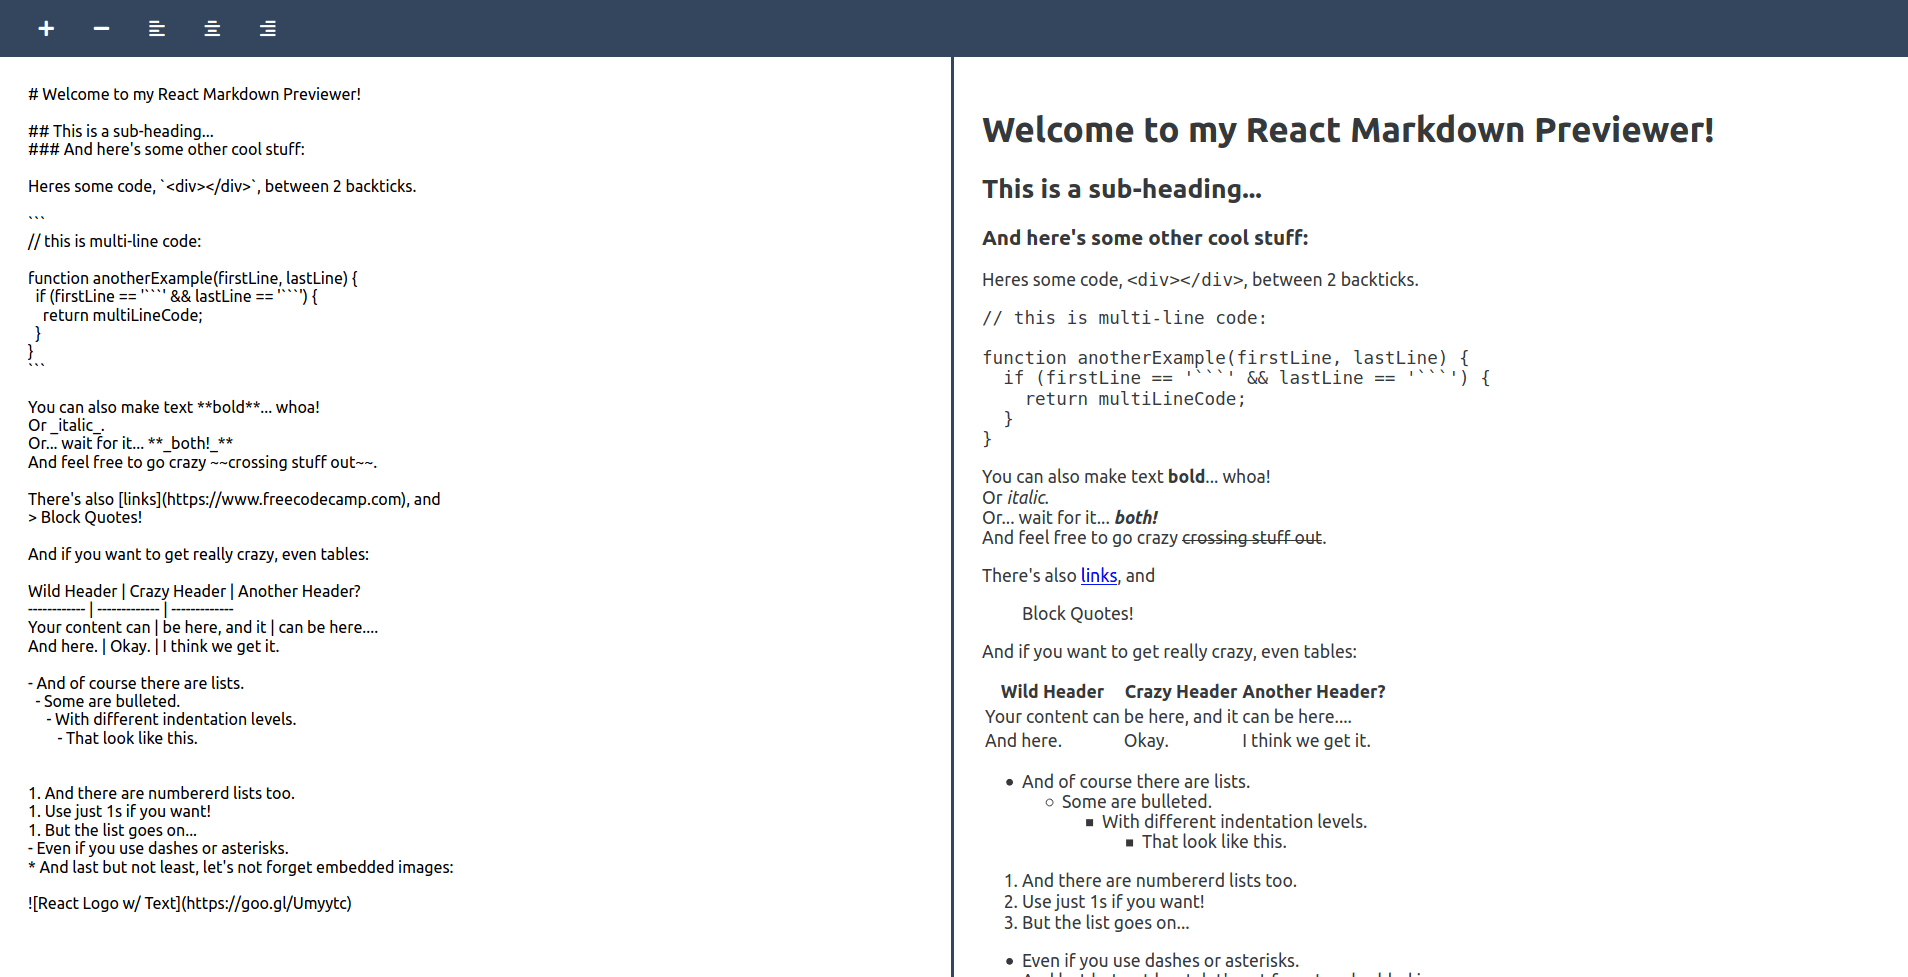 # Welcome to my React Markdown Previewer!
## This is a sub-heading...
### And here's some other cool stuff:
Heres some code, `<div></div>`, between 2 backticks.
```
// this is multi-line code:
function anotherExample(firstLine, lastLine) {
if (firstLine == '```' && lastLine == '```') {
return multiLineCode;
}
}
```
You can also make text **bold**... whoa!
Or _italic_.
Or... wait for it... **_both!_**
And feel free to go crazy ~~crossing stuff out~~.
There's also [links](https://www.freecodecamp.com), and
> Block Quotes!
And if you want to get really crazy, even tables:
Wild Header | Crazy Header | Another Header?
------------ | ------------- | -------------
Your content can | be here, and it | can be here....
And here. | Okay. | I think we get it.
- And of course there are lists.
- Some are bulleted.
- With different indentation levels.
- That look like this.
1. And there are numbererd lists too.
1. Use just 1s if you want!
1. But the list goes on...
- Even if you use dashes or asterisks.
* And last but not least, let's not forget embedded images:
![React Logo w/ Text](https://goo.gl/Umyytc)
Welcome to my React Markdown Previewer!
This is a sub-heading...
And here's some other cool stuff:
Heres some code, <div></div>, between 2 backticks.
// this is multi-line code:
function anotherExample(firstLine, lastLine) {
if (firstLine == '```' && lastLine == '```') {
return multiLineCode;
}
}
You can also make text bold... whoa!
Or italic.
Or... wait for it... both!
And feel free to go crazy crossing stuff out.
There's also links, and
Block Quotes!
And if you want to get really crazy, even tables:
Wild Header Crazy Header Another Header?
Your content can be here, and it can be here....
And here. Okay. I think we get it.
• And of course there are lists.
◦ Some are bulleted.
▪ With different indentation levels.
▪ That look like this.
1. And there are numbererd lists too.
2. Use just 1s if you want!
3. But the list goes on...
• Even if you use dashes or asterisks.